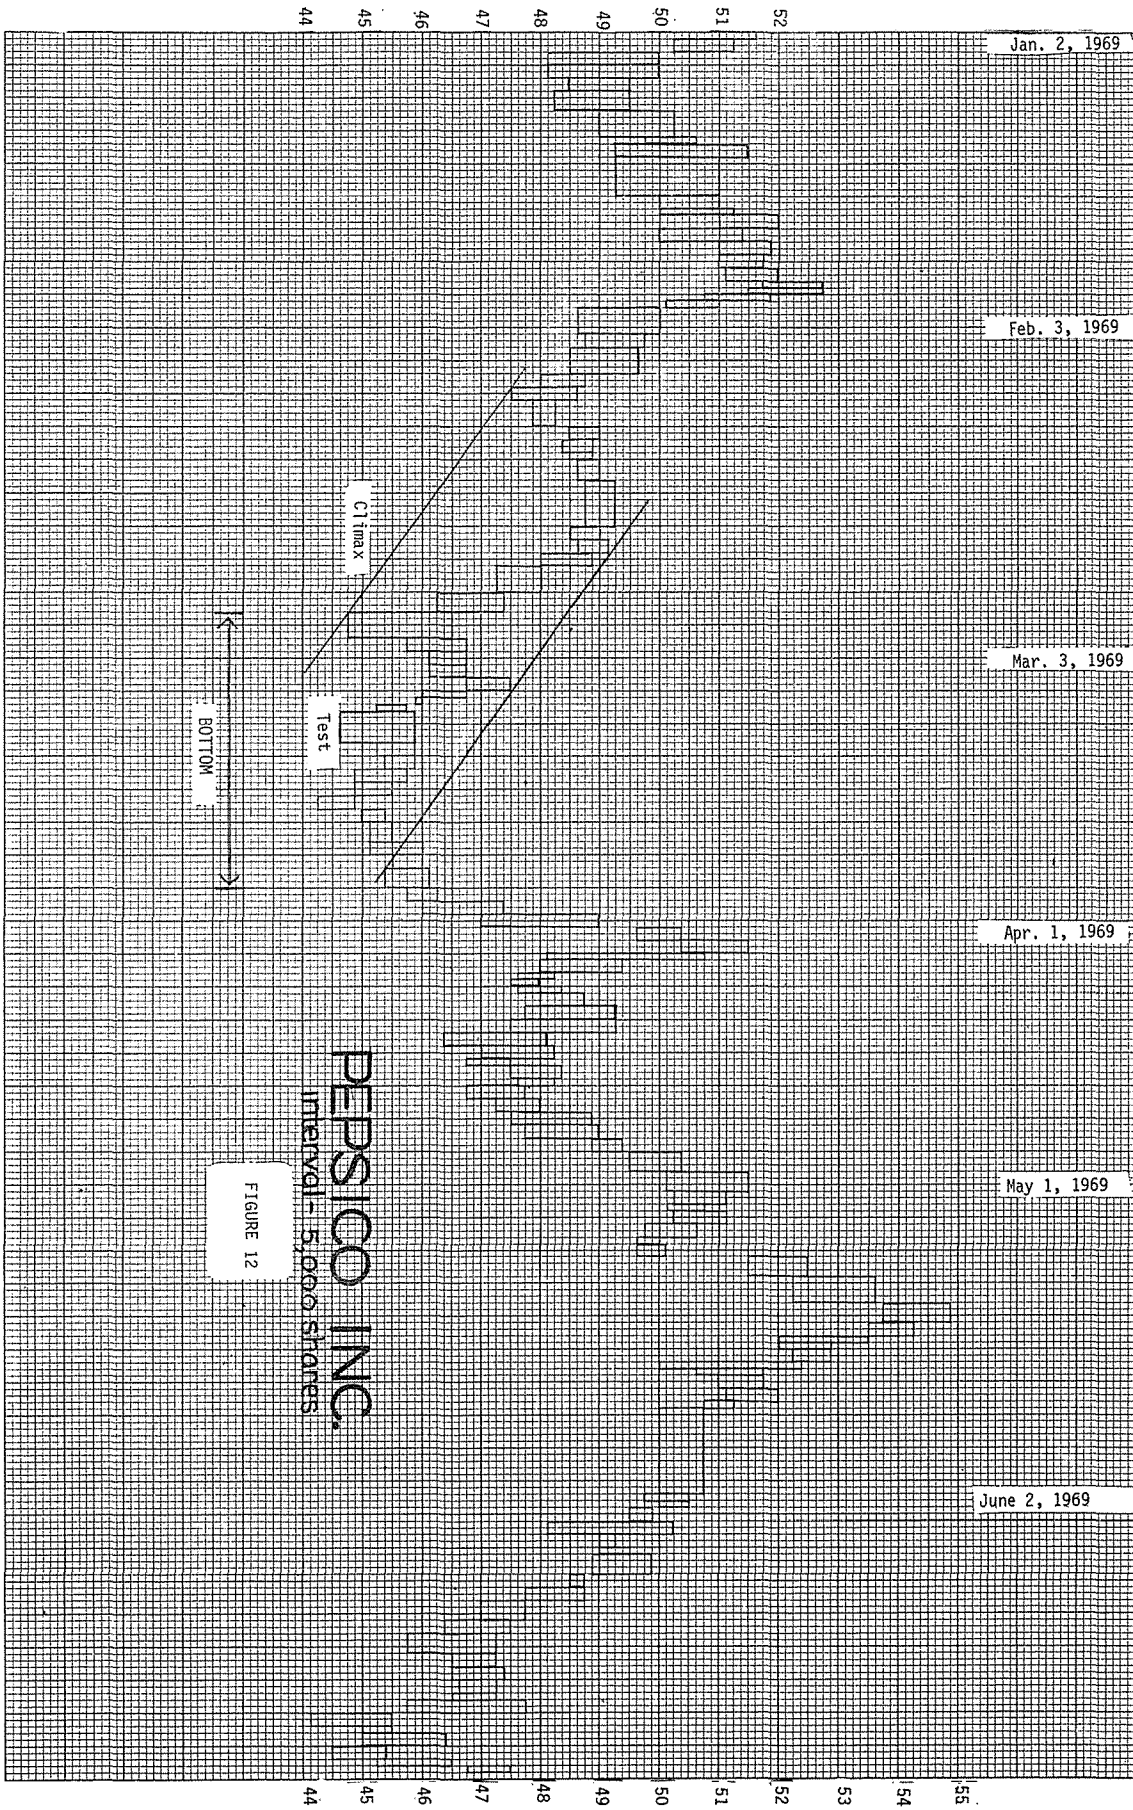 44 45 46 47 48 49 50 51 52
Jan. 2, 1969
Feb. 3, 1969
Mar. 3, 1969
Apr. 1, 1969
May 1, 1969
June 2, 1969
Climax
Test
BOTTOM
PEPSICO INC.
interval - 5,000 shares
FIGURE 12
44 45 46 47 48 49 50 51 52 53 54 55